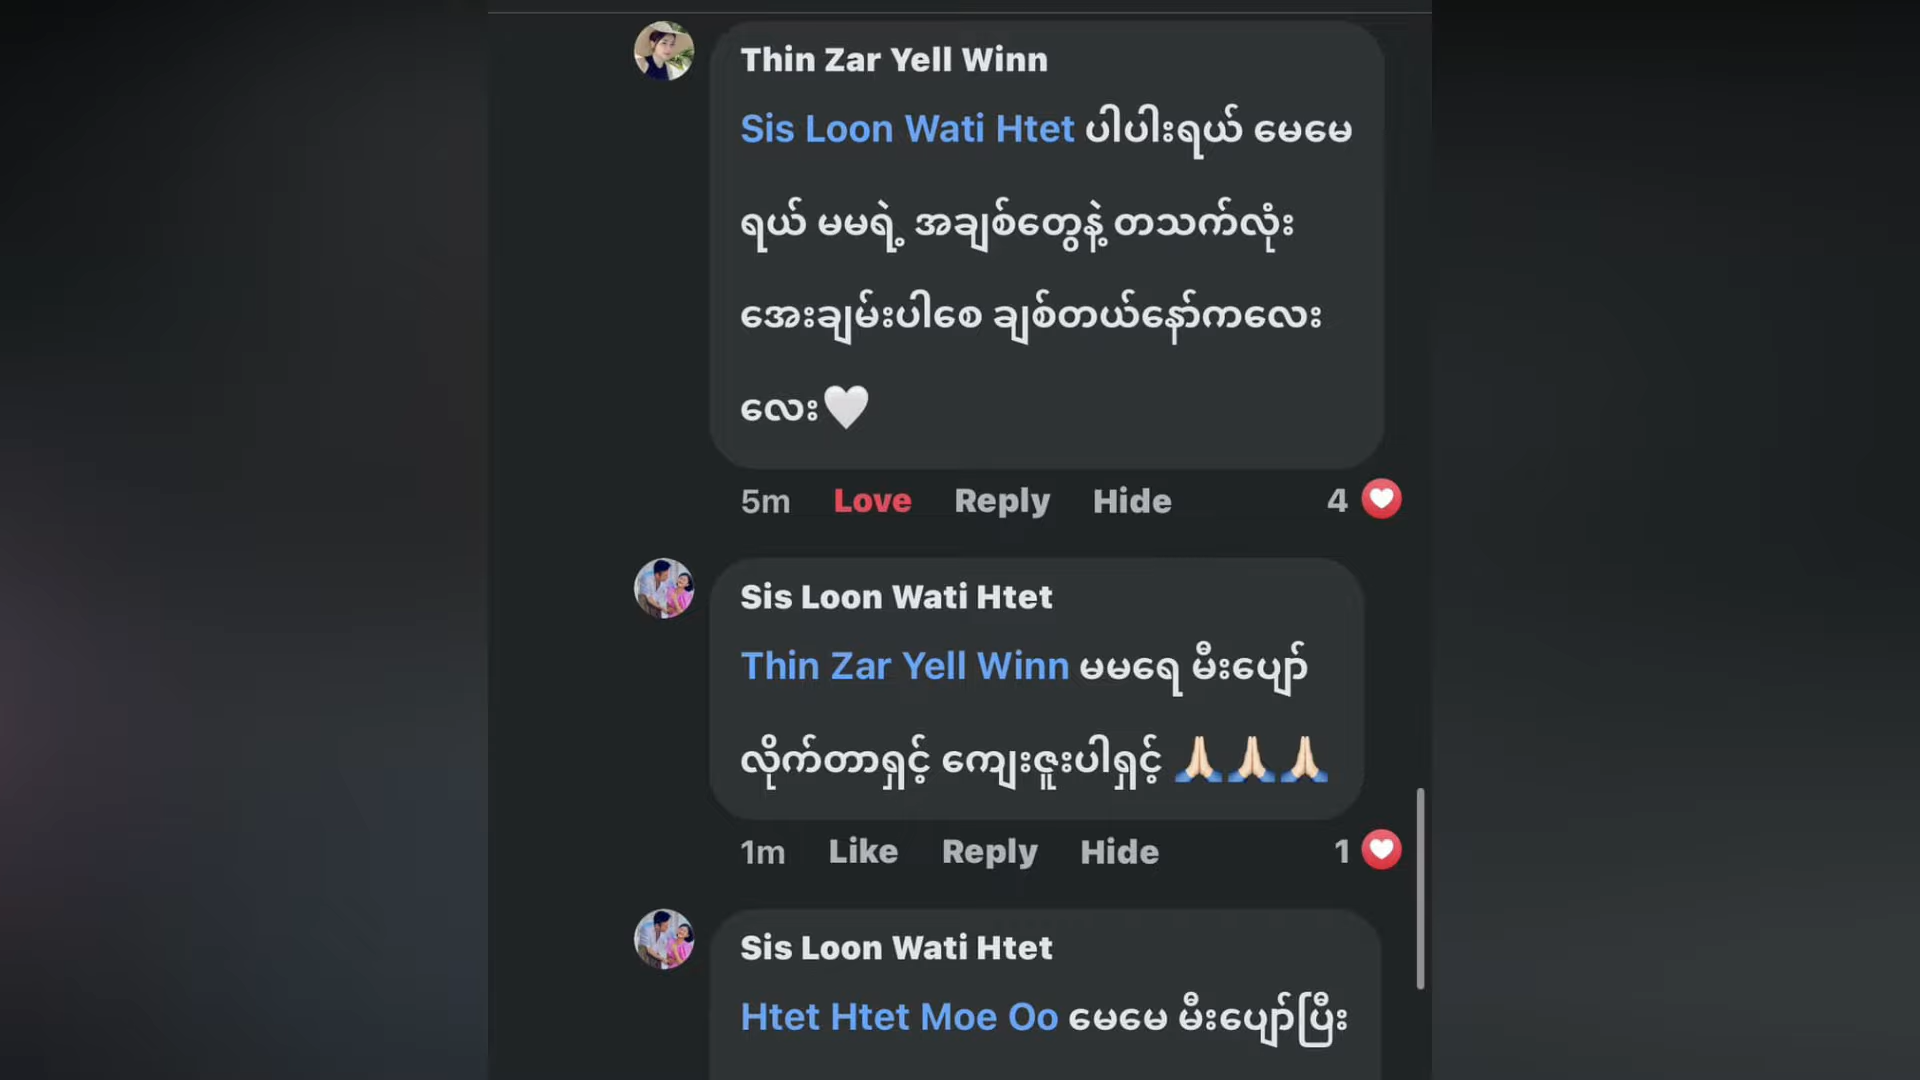 Thin Zar Yell Winn
Sis Loon Wati Htet ပါပါးရယ် မေမေ
ရယ် မမရဲ့ အချစ်တွေနဲ့ တသက်လုံး
အေးချမ်းပါစေ ချစ်တယ်နော်ကလေး
လေး🤍
5m Love Reply Hide 4
Sis Loon Wati Htet
Thin Zar Yell Winn မမရေ မီးပျော်
လိုက်တာရှင့် ကျေးဇူးပါရှင့် 🙏🏻🙏🏻🙏🏻
1m Like Reply Hide 1
Sis Loon Wati Htet
Htet Htet Moe Oo မေမေ မီးပျော်ပြီး